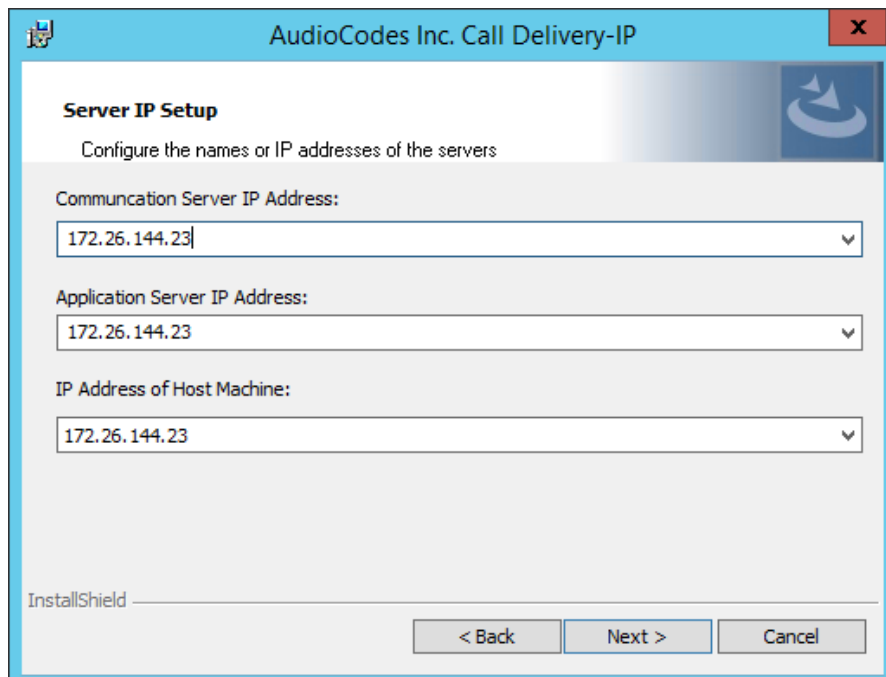 AudioCodes Inc. Call Delivery-IP
x
Server IP Setup
Configure the names or IP addresses of the servers
Communcation Server IP Address:
172.26.144.23
Application Server IP Address:
172.26.144.23
IP Address of Host Machine:
172.26.144.23
InstallShield
< Back Next > Cancel